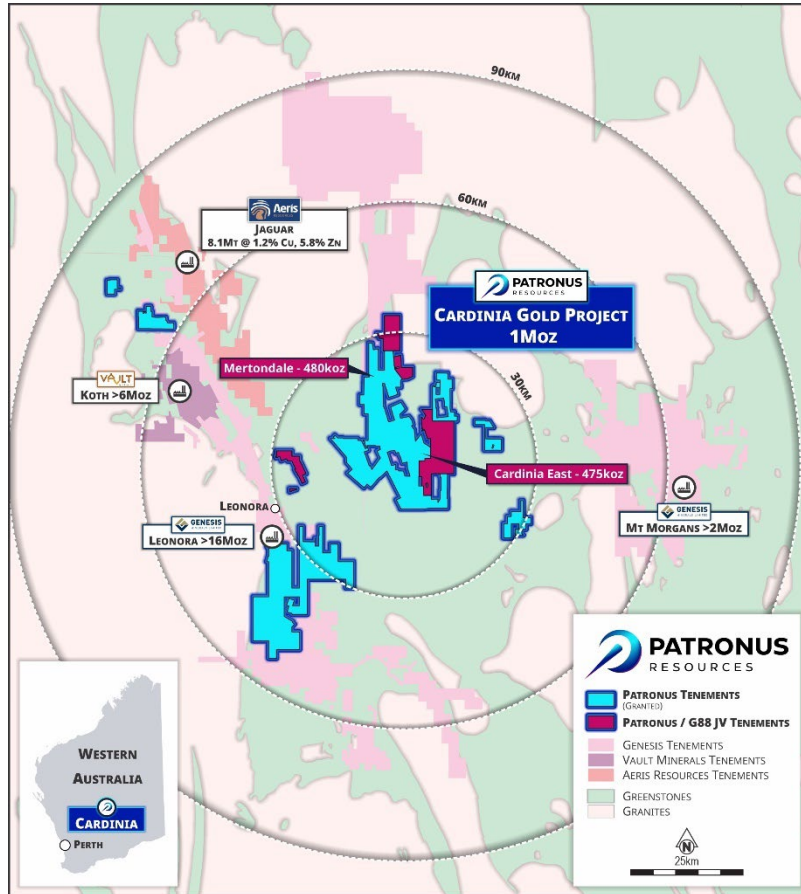 90KM
60KM
30KM
Aeris
JAGUAR
8.1MT @ 1.2% CU, 5.8% ZN
PATRONUS
RESOURCES
CARDINIA GOLD PROJECT
1MOZ
Mertondale - 480koz
VAULT
KOTH >6MOZ
Cardinia East - 475koz
LEONORA
GENESIS
LEONORA >16MOZ
GENESIS
MT MORGANS >2MOZ
WESTERN
AUSTRALIA
CARDINIA
PERTH
PATRONUS
RESOURCES
PATRONUS TENEMENTS
(GRANTED)
PATRONUS / G88 JV TENEMENTS
GENESIS TENEMENTS
VAULT MINERALS TENEMENTS
AERIS RESOURCES TENEMENTS
GREENSTONES
GRANITES
N
25km